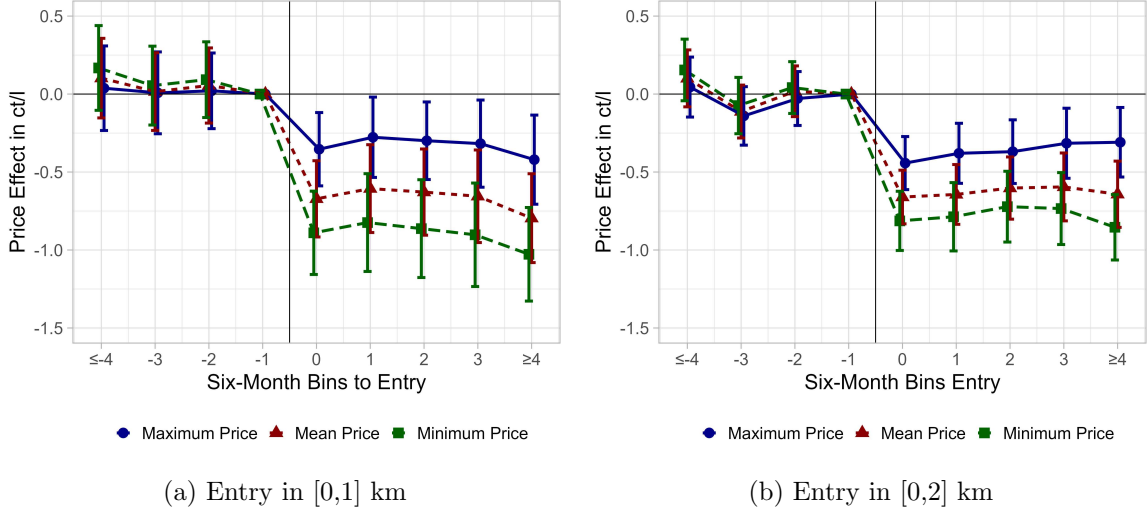 0.5
0.0
-0.5
-1.0
-1.5
Price Effect in ct/l
≤-4 -3 -2 -1 0 1 2 3 ≥4
Six-Month Bins to Entry
Maximum Price Mean Price Minimum Price
(a) Entry in [0,1] km
0.5
0.0
-0.5
-1.0
-1.5
Price Effect in ct/l
≤-4 -3 -2 -1 0 1 2 3 ≥4
Six-Month Bins Entry
Maximum Price Mean Price Minimum Price
(b) Entry in [0,2] km